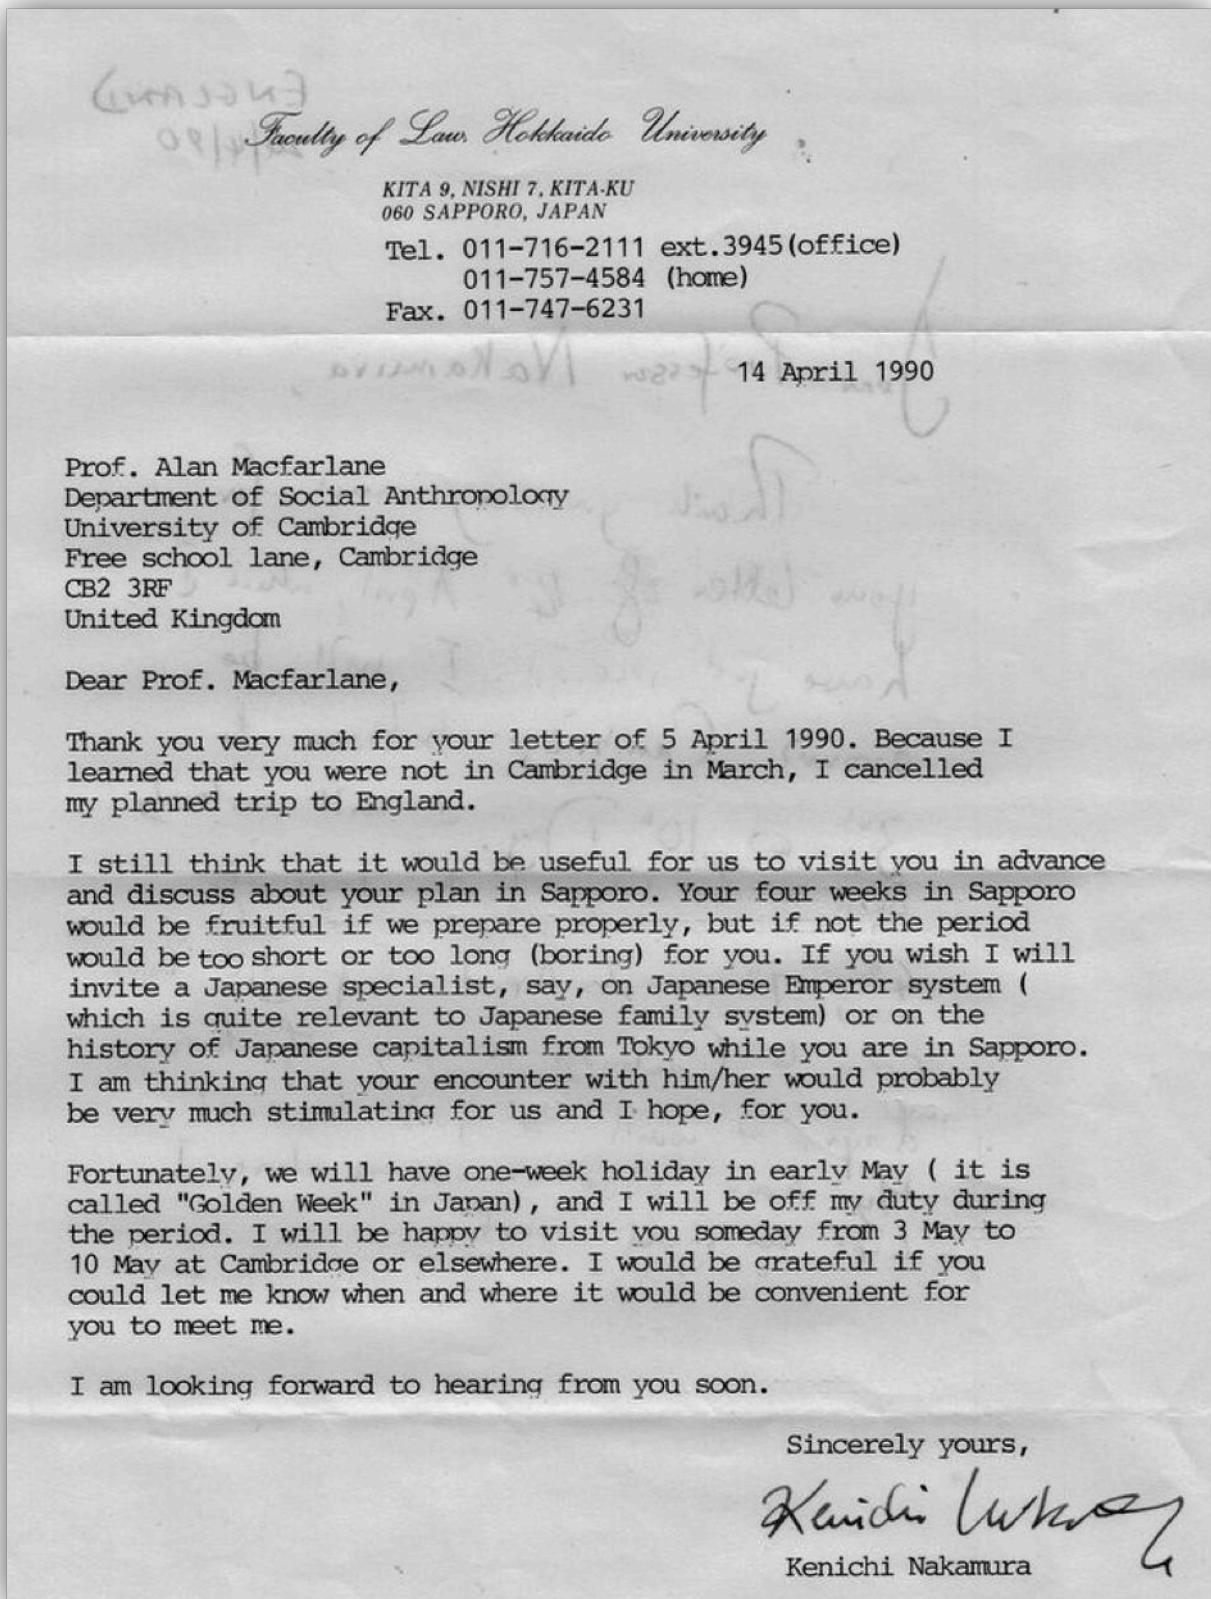 Faculty of Law, Hokkaido University
KITA 9, NISHI 7, KITA-KU
060 SAPPORO, JAPAN
Tel. 011-716-2111 ext.3945(office)
011-757-4584 (home)
Fax. 011-747-6231
14 April 1990
Prof. Alan Macfarlane
Department of Social Anthropology
University of Cambridge
Free school lane, Cambridge
CB2 3RF
United Kingdom
Dear Prof. Macfarlane,
Thank you very much for your letter of 5 April 1990. Because I
learned that you were not in Cambridge in March, I cancelled
my planned trip to England.
I still think that it would be useful for us to visit you in advance
and discuss about your plan in Sapporo. Your four weeks in Sapporo
would be fruitful if we prepare properly, but if not the period
would be too short or too long (boring) for you. If you wish I will
invite a Japanese specialist, say, on Japanese Emperor system (
which is quite relevant to Japanese family system) or on the
history of Japanese capitalism from Tokyo while you are in Sapporo.
I am thinking that your encounter with him/her would probably
be very much stimulating for us and I hope, for you.
Fortunately, we will have one-week holiday in early May ( it is
called "Golden Week" in Japan), and I will be off my duty during
the period. I will be happy to visit you someday from 3 May to
10 May at Cambridge or elsewhere. I would be grateful if you
could let me know when and where it would be convenient for
you to meet me.
I am looking forward to hearing from you soon.
Sincerely yours,
Kenichi Nakamura
Kenichi Nakamura